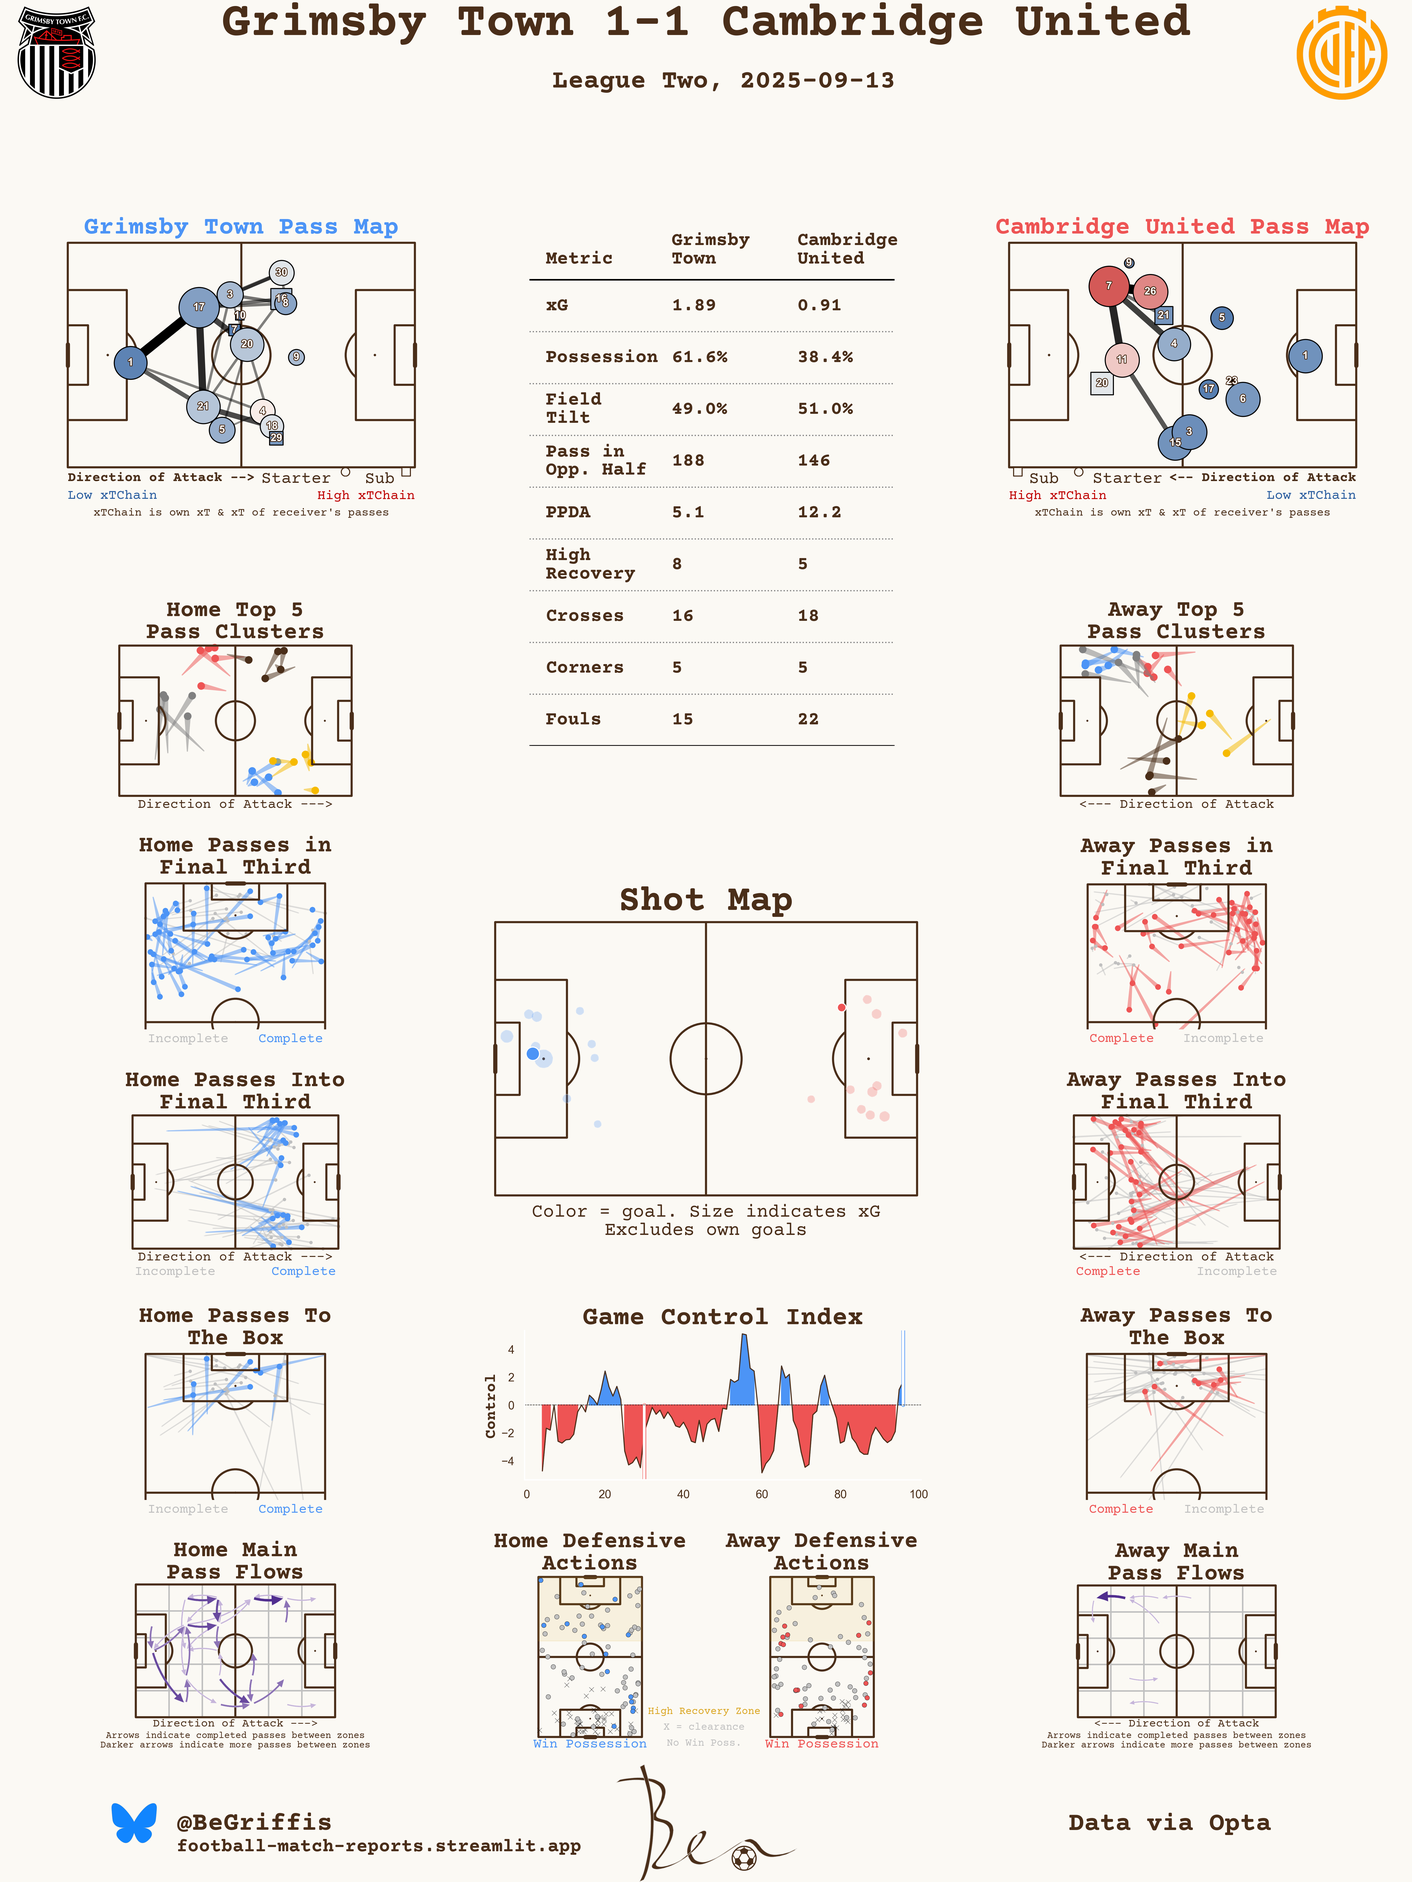 Grimsby Town 1-1 Cambridge United
League Two, 2025-09-13
GRIMSBY TOWN F.C.
CUFC
Grimsby Town Pass Map
30
3
16
8
17
10
7
20
9
1
21
4
5
18
29
Direction of Attack --> Starter Sub
Low xTChain High xTChain
xTChain is own xT & xT of receiver's passes
Metric Grimsby Town Cambridge United
xG 1.89 0.91
Possession 61.6% 38.4%
Field Tilt 49.0% 51.0%
Pass in Opp. Half 188 146
PPDA 5.1 12.2
High Recovery 8 5
Crosses 16 18
Corners 5 5
Fouls 15 22
Cambridge United Pass Map
9
7
26
21
5
4
11
1
20
23
17
6
3
15
Sub Starter <-- Direction of Attack
High xTChain Low xTChain
xTChain is own xT & xT of receiver's passes
Home Top 5
Pass Clusters
Direction of Attack --->
Away Top 5
Pass Clusters
<--- Direction of Attack
Home Passes in
Final Third
Incomplete Complete
Away Passes in
Final Third
Complete Incomplete
Shot Map
Color = goal. Size indicates xG
Excludes own goals
Home Passes Into
Final Third
Direction of Attack --->
Incomplete Complete
Away Passes Into
Final Third
<--- Direction of Attack
Complete Incomplete
Home Passes To
The Box
Incomplete Complete
Game Control Index
Control
4
2
0
−2
−4
0 20 40 60 80 100
Away Passes To
The Box
Complete Incomplete
Home Main
Pass Flows
Direction of Attack --->
Arrows indicate completed passes between zones
Darker arrows indicate more passes between zones
Home Defensive
Actions
Win Possession
High Recovery Zone
X = clearance
No Win Poss.
Away Defensive
Actions
Win Possession
Away Main
Pass Flows
<--- Direction of Attack
Arrows indicate completed passes between zones
Darker arrows indicate more passes between zones
@BeGriffis
football-match-reports.streamlit.app
Ben
Data via Opta